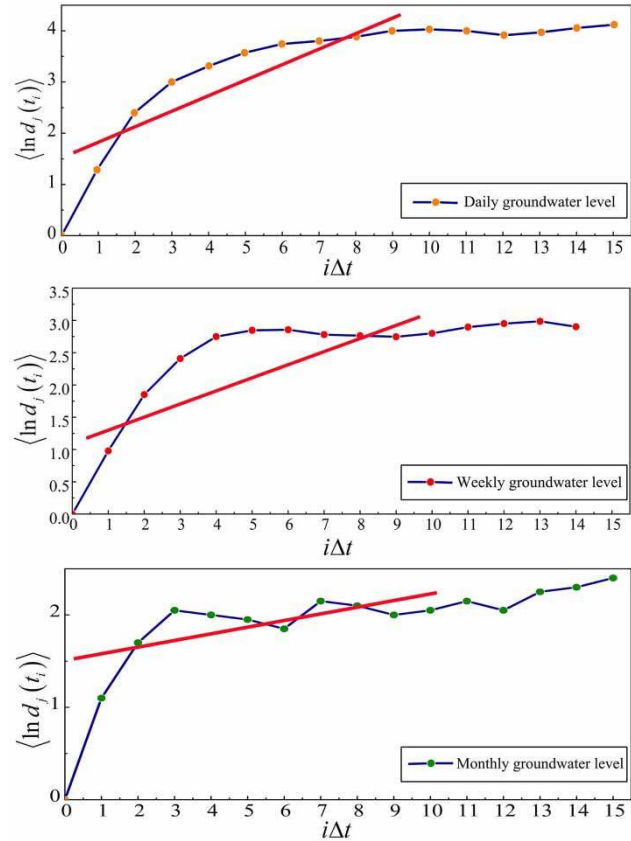 ⟨ln d_j(t_i)⟩
4
3
2
1
0
0 1 2 3 4 5 6 7 8 9 10 11 12 13 14 15
iΔt
Daily groundwater level
⟨ln d_j(t_i)⟩
3.5
3.0
2.5
2.0
1.5
1.0
0.5
0.0
0 1 2 3 4 5 6 7 8 9 10 11 12 13 14 15
iΔt
Weekly groundwater level
⟨ln d_j(t_i)⟩
2
1
0
0 1 2 3 4 5 6 7 8 9 10 11 12 13 14 15
iΔt
Monthly groundwater level